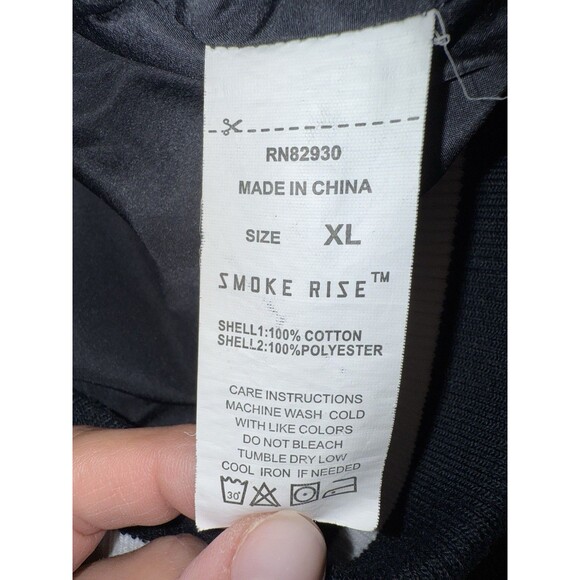 RN82930
MADE IN CHINA
SIZE XL
SMOKE RISE™
SHELL1:100% COTTON
SHELL2:100%POLYESTER
CARE INSTRUCTIONS
MACHINE WASH COLD
WITH LIKE COLORS
DO NOT BLEACH
TUMBLE DRY LOW
COOL IRON IF NEEDED
30°